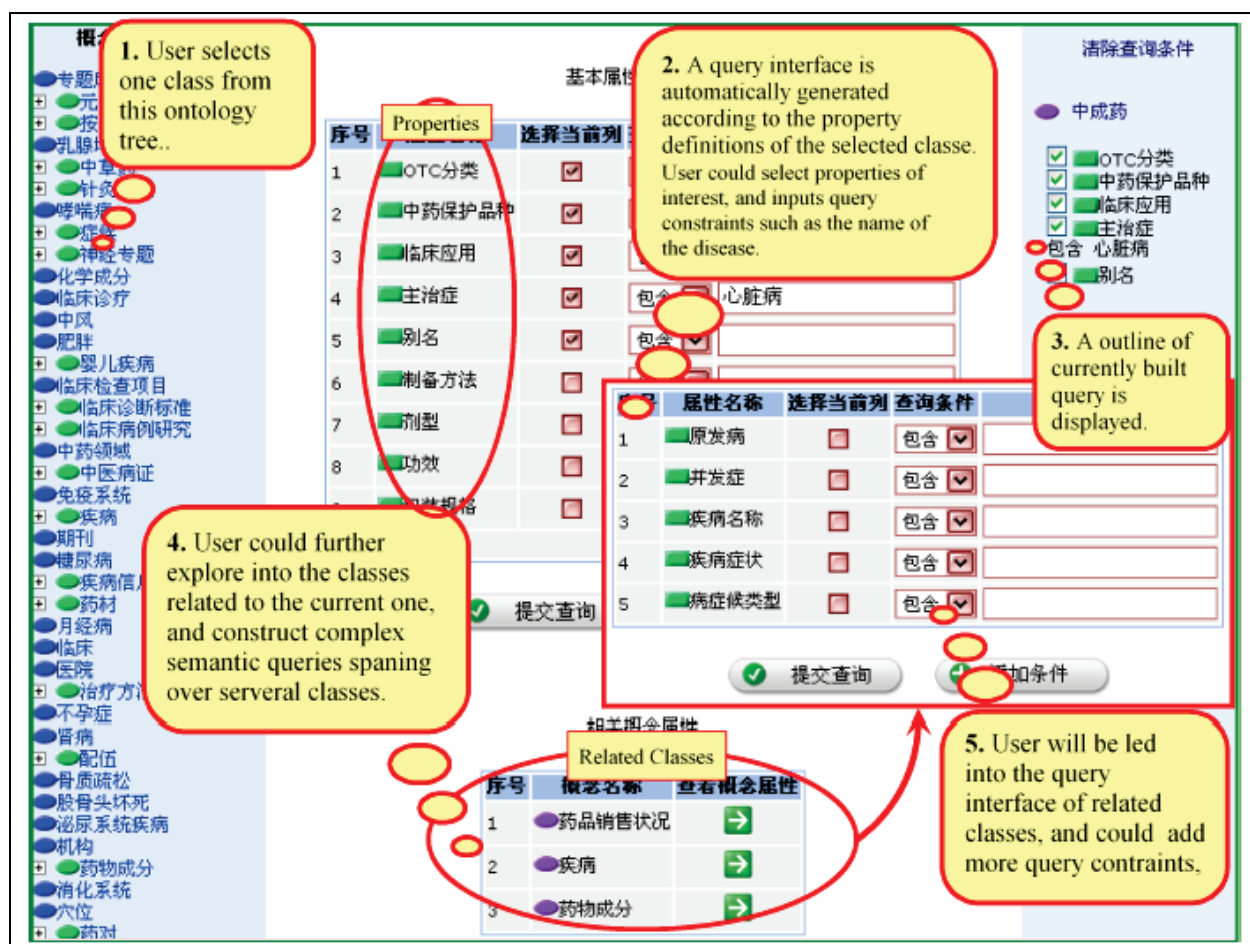 1. User selects
one class from
this ontology
tree..
专题
元
按
乳腺
中草药
针灸
哮喘病
症
神经专题
化学成分
临床诊疗
中风
肥胖
婴儿疾病
临床检查项目
临床诊断标准
临床病例研究
中药领域
中医病证
免疫系统
疾病
期刊
糖尿病
疾病信
药材
月经病
临床
医院
治疗方
不孕症
肾病
配伍
骨质疏松
股骨头坏死
泌尿系统疾病
机构
药物成分
消化系统
穴位
药对
基本属
Properties
序号 选择当前列
1 OTC分类
2 中药保护品种
3 临床应用
4 主治症 包含 心脏病
5 别名 包含
6 制备方法
7 剂型
8 功效
提交查询
2. A query interface is
automatically generated
according to the property
definitions of the selected classe.
User could select properties of
interest, and inputs query
constraints such as the name of
the disease.
清除查询条件
中成药
OTC分类
中药保护品种
临床应用
主治症
包含 心脏病
别名
3. A outline of
currently built
query is
displayed.
属性名称 选择当前列 查询条件
1 原发病 包含
2 并发症 包含
3 疾病名称 包含
4 疾病症状 包含
5 病症候类型 包含
提交查询 加条件
4. User could further
explore into the classes
related to the current one,
and construct complex
semantic queries spaning
over serveral classes.
相关概念属性
Related Classes
序号 概念名称 查看概念属性
1 药品销售状况
2 疾病
3 药物成分
5. User will be led
into the query
interface of related
classes, and could add
more query contraints,